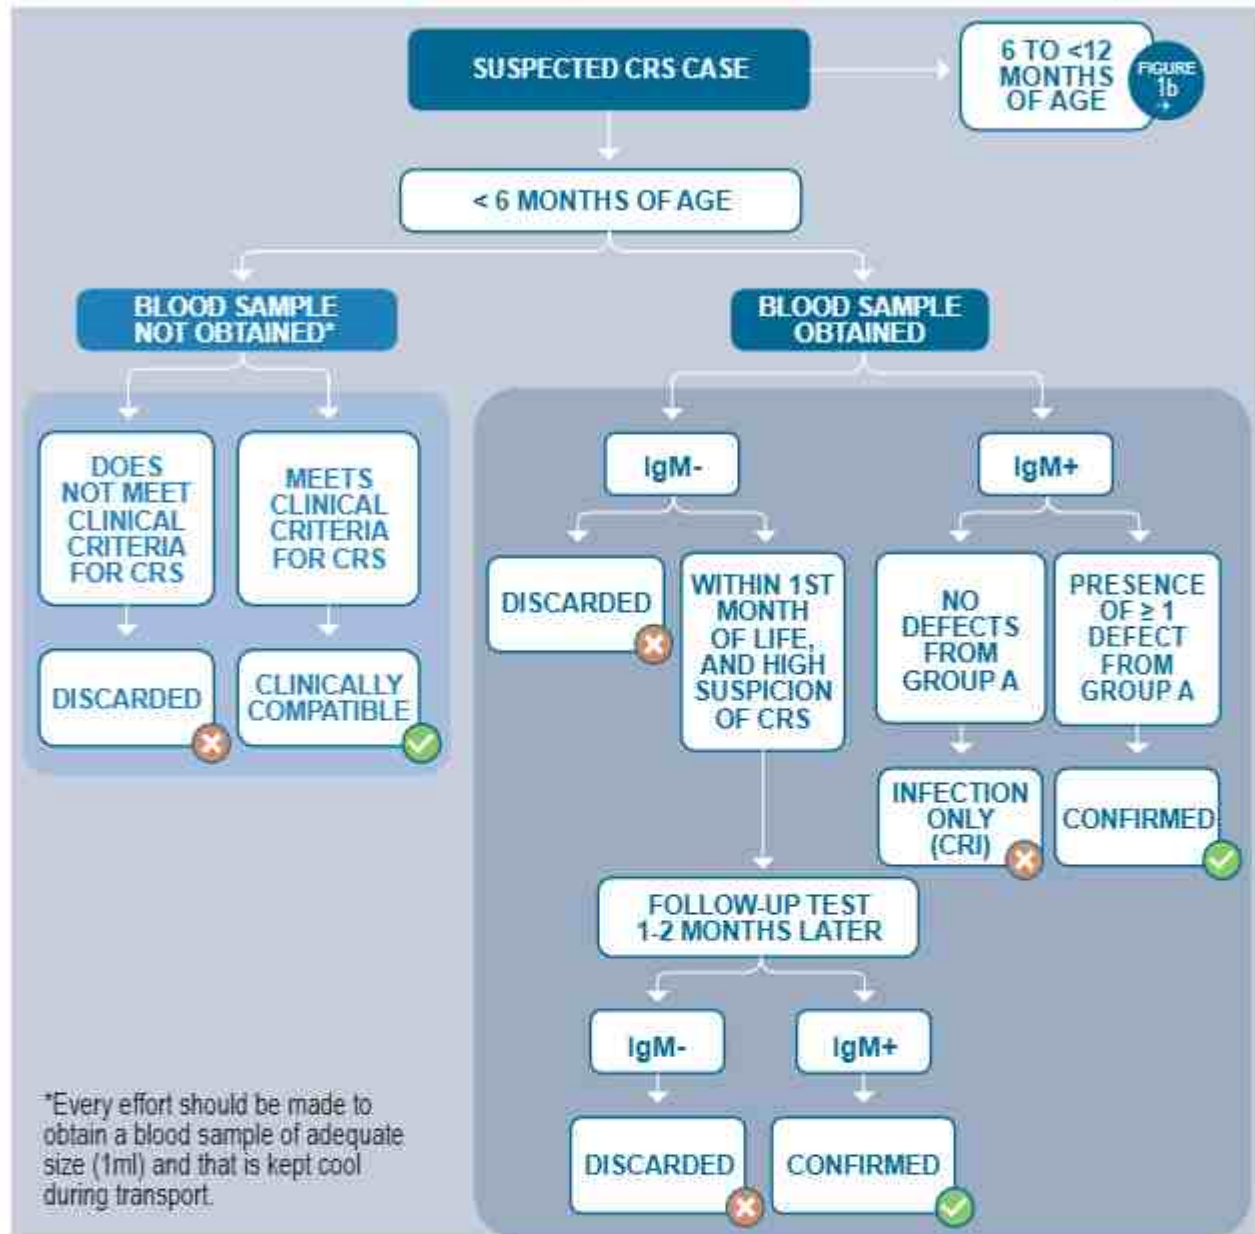 SUSPECTED CRS CASE
6 TO <12
MONTHS
OF AGE
FIGURE
1b
→
< 6 MONTHS OF AGE
BLOOD SAMPLE
NOT OBTAINED*
BLOOD SAMPLE
OBTAINED
DOES
NOT MEET
CLINICAL
CRITERIA
FOR CRS
MEETS
CLINICAL
CRITERIA
FOR CRS
DISCARDED
CLINICALLY
COMPATIBLE
IgM-
IgM+
DISCARDED
WITHIN 1ST
MONTH
OF LIFE,
AND HIGH
SUSPICION
OF CRS
NO
DEFECTS
FROM
GROUP A
PRESENCE
OF ≥ 1
DEFECT
FROM
GROUP A
INFECTION
ONLY
(CRI)
CONFIRMED
FOLLOW-UP TEST
1-2 MONTHS LATER
IgM-
IgM+
DISCARDED
CONFIRMED
*Every effort should be made to
obtain a blood sample of adequate
size (1ml) and that is kept cool
during transport.